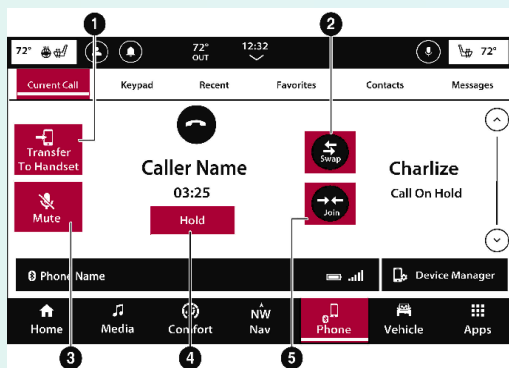 1
2
72°
72°
OUT
12:32
72°
Current Call
Keypad
Recent
Favorites
Contacts
Messages
Transfer
To Handset
Mute
Caller Name
03:25
Hold
Swap
Join
Charlize
Call On Hold
Phone Name
Device Manager
Home
Media
Comfort
NW
Nav
Phone
Vehicle
Apps
3
4
5